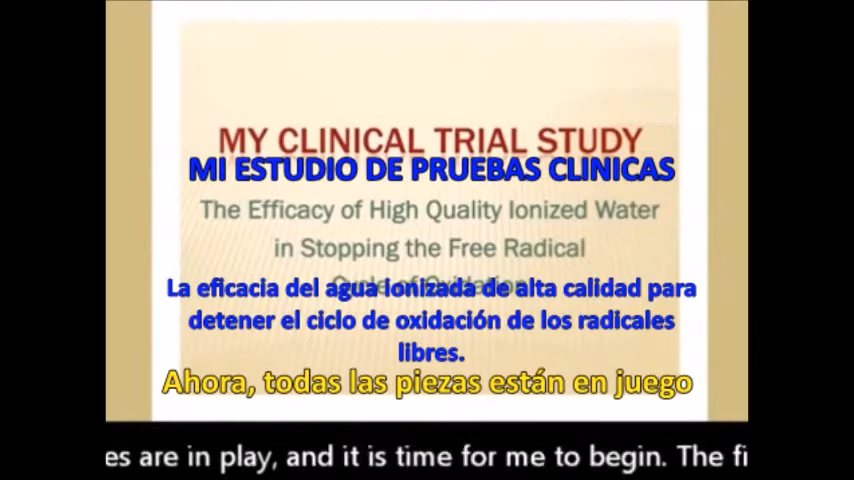 MY CLINICAL TRIAL STUDY
MI ESTUDIO DE PRUEBAS CLINICAS
The Efficacy of High Quality Ionized Water
in Stopping the Free Radical
Cycle of Oxidation
La eficacia del agua ionizada de alta calidad para
detener el ciclo de oxidación de los radicales
libres.
Ahora, todas las piezas están en juego
es are in play, and it is time for me to begin. The fi